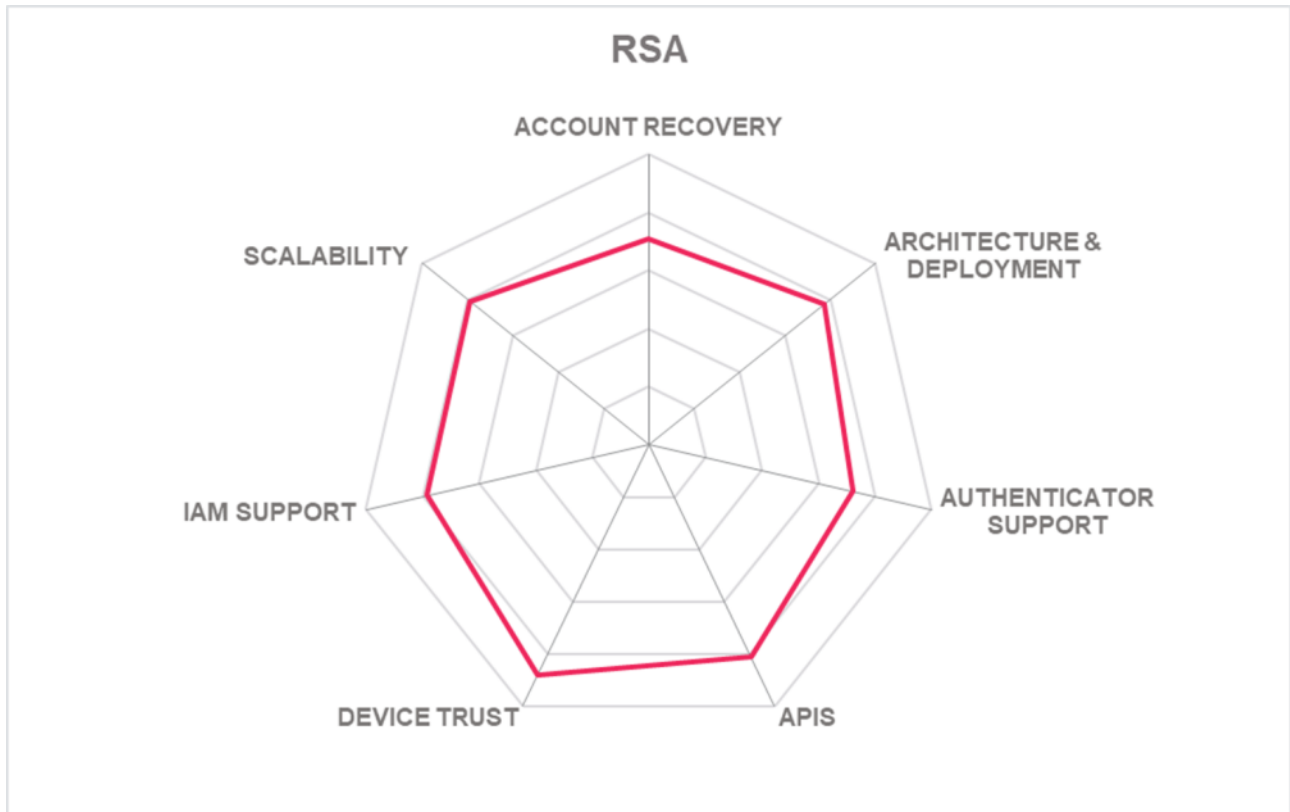 RSA
ACCOUNT RECOVERY
SCALABILITY
ARCHITECTURE &
DEPLOYMENT
IAM SUPPORT
AUTHENTICATOR
SUPPORT
DEVICE TRUST
APIS